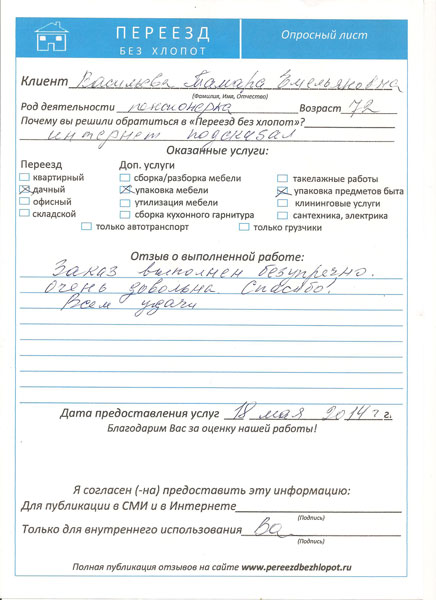 ПЕРЕЕЗД
БЕЗ ХЛОПОТ
Опросный лист
Клиент Васильева Тамара Емельяновна
(Фамилия, Имя, Отчество)
Род деятельности пенсионерка Возраст 72
Почему вы решили обратиться в «Переезд без хлопот»?
интернет подсказал
Оказанные услуги:
Переезд Доп. услуги
квартирный сборка/разборка мебели такелажные работы
дачный упаковка мебели упаковка предметов быта
офисный утилизация мебели клининговые услуги
складской сборка кухонного гарнитура сантехника, электрика
только автотранспорт только грузчики
Отзыв о выполненной работе:
Заказ выполнен безупречно.
Очень довольна. Спасибо!
Всем удачи
Дата предоставления услуг 18 мая 2014 г г.
Благодарим Вас за оценку нашей работы!
Я согласен (-на) предоставить эту информацию:
Для публикации в СМИ и в Интернете
(Подпись)
Только для внутреннего использования Ва
(Подпись)
Полная публикация отзывов на сайте www.pereezdbezhlopot.ru